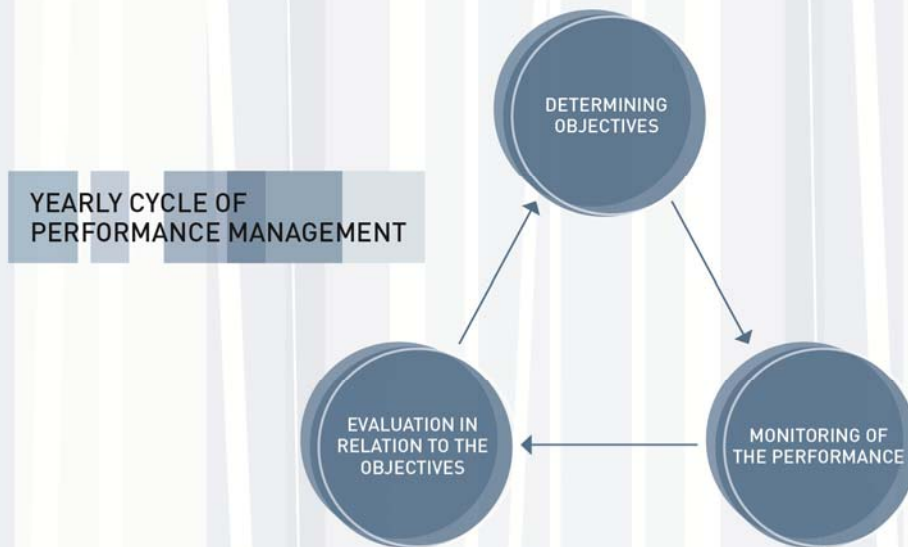 YEARLY CYCLE OF
PERFORMANCE MANAGEMENT
DETERMINING
OBJECTIVES
MONITORING OF
THE PERFORMANCE
EVALUATION IN
RELATION TO THE
OBJECTIVES